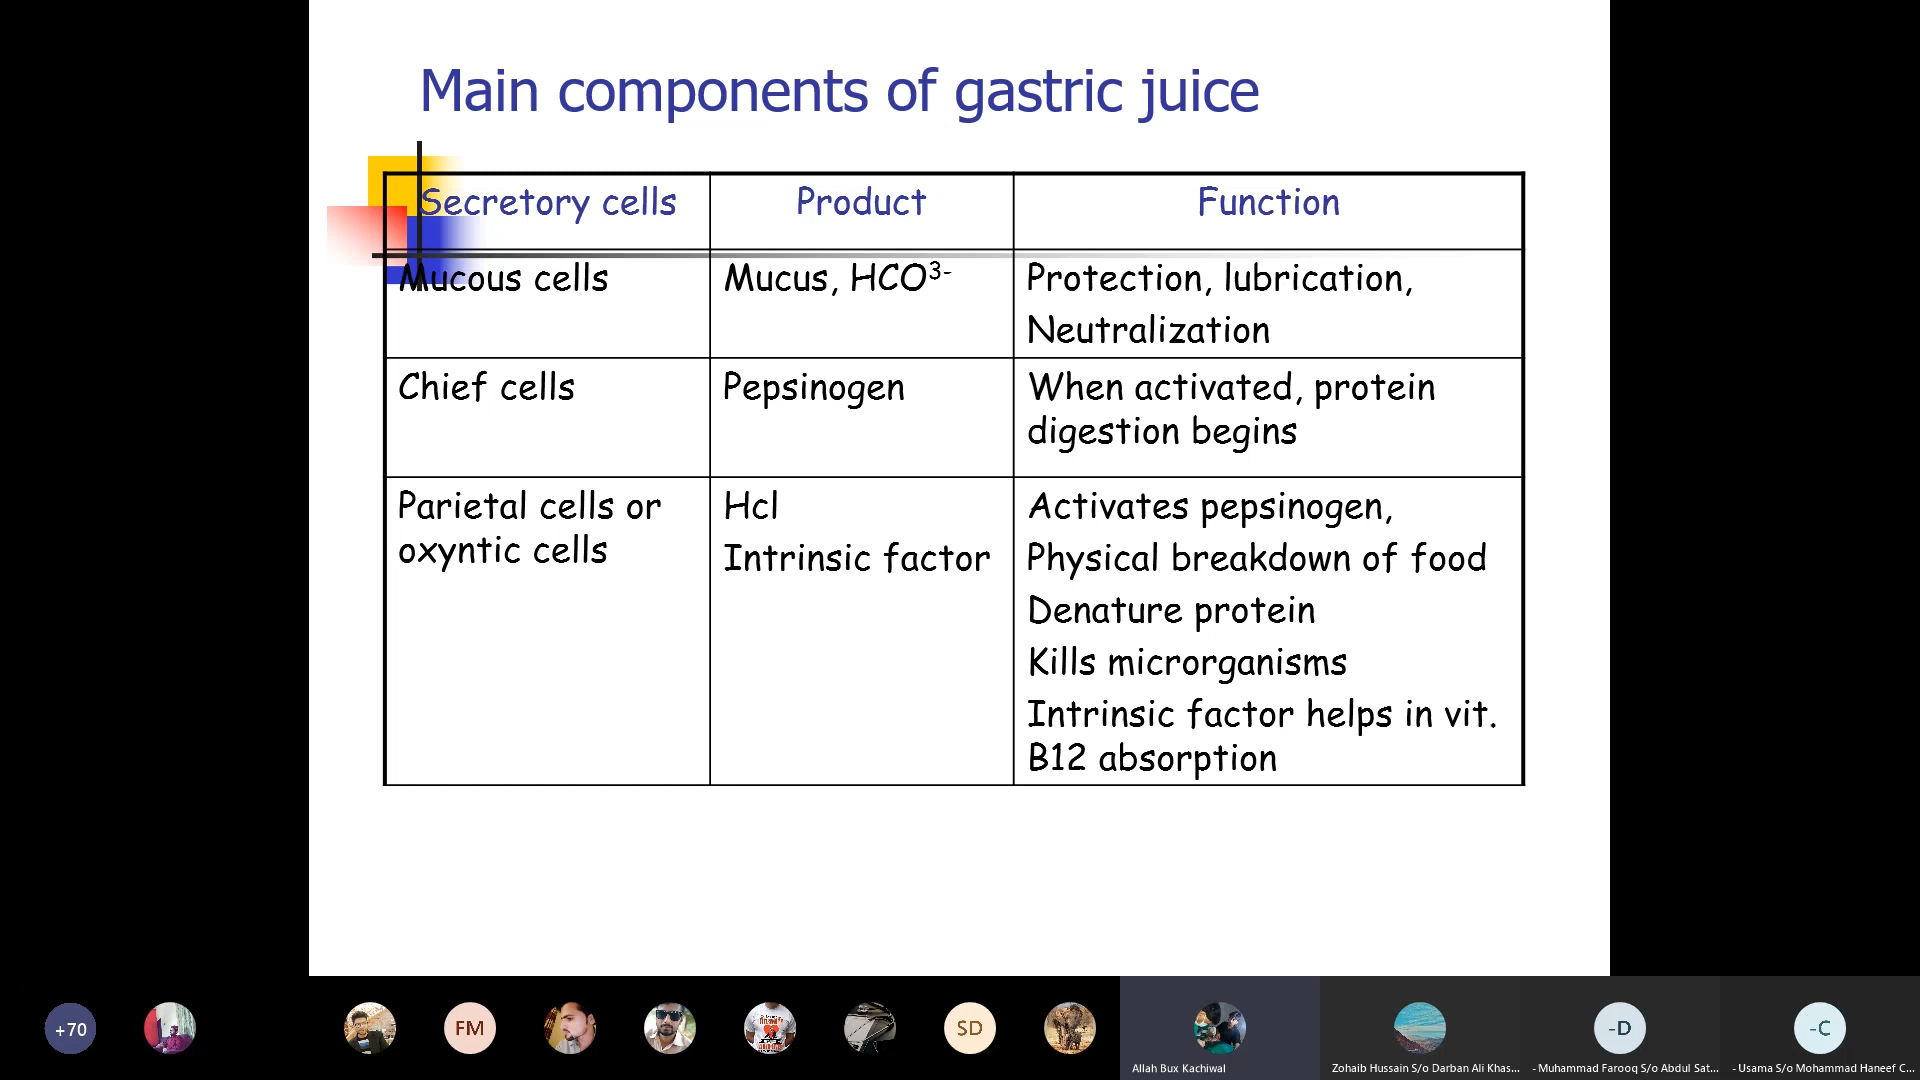 Main components of gastric juice
Secretory cells
Product
Function
Mucous cells
Mucus, HCO³⁻
Protection, lubrication,
Neutralization
Chief cells
Pepsinogen
When activated, protein
digestion begins
Parietal cells or
oxyntic cells
Hcl
Intrinsic factor
Activates pepsinogen,
Physical breakdown of food
Denature protein
Kills microrganisms
Intrinsic factor helps in vit.
B12 absorption
+70
FM
SD
-D
-C
Allah Bux Kachiwal
Zohaib Hussain S/o Darban Ali Khas...
- Muhammad Farooq S/o Abdul Sat...
- Usama S/o Mohammad Haneef C...